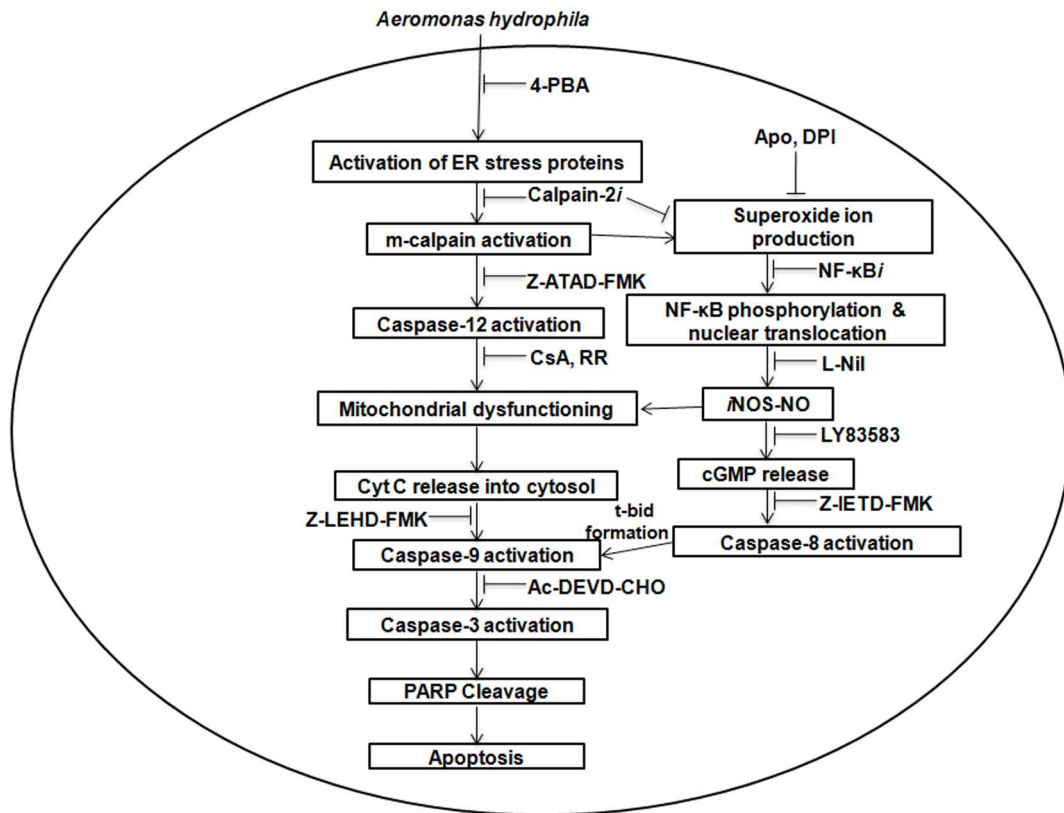 Aeromonas hydrophila
4-PBA
Activation of ER stress proteins
Apo, DPI
Calpain-2i
Superoxide ion
production
m-calpain activation
NF-κBi
Z-ATAD-FMK
NF-κB phosphorylation &
nuclear translocation
Caspase-12 activation
CsA, RR
L-Nil
Mitochondrial dysfunctioning
iNOS-NO
LY83583
cGMP release
Cyt C release into cytosol
Z-IETD-FMK
Z-LEHD-FMK
t-bid
formation
Caspase-9 activation
Caspase-8 activation
Ac-DEVD-CHO
Caspase-3 activation
PARP Cleavage
Apoptosis